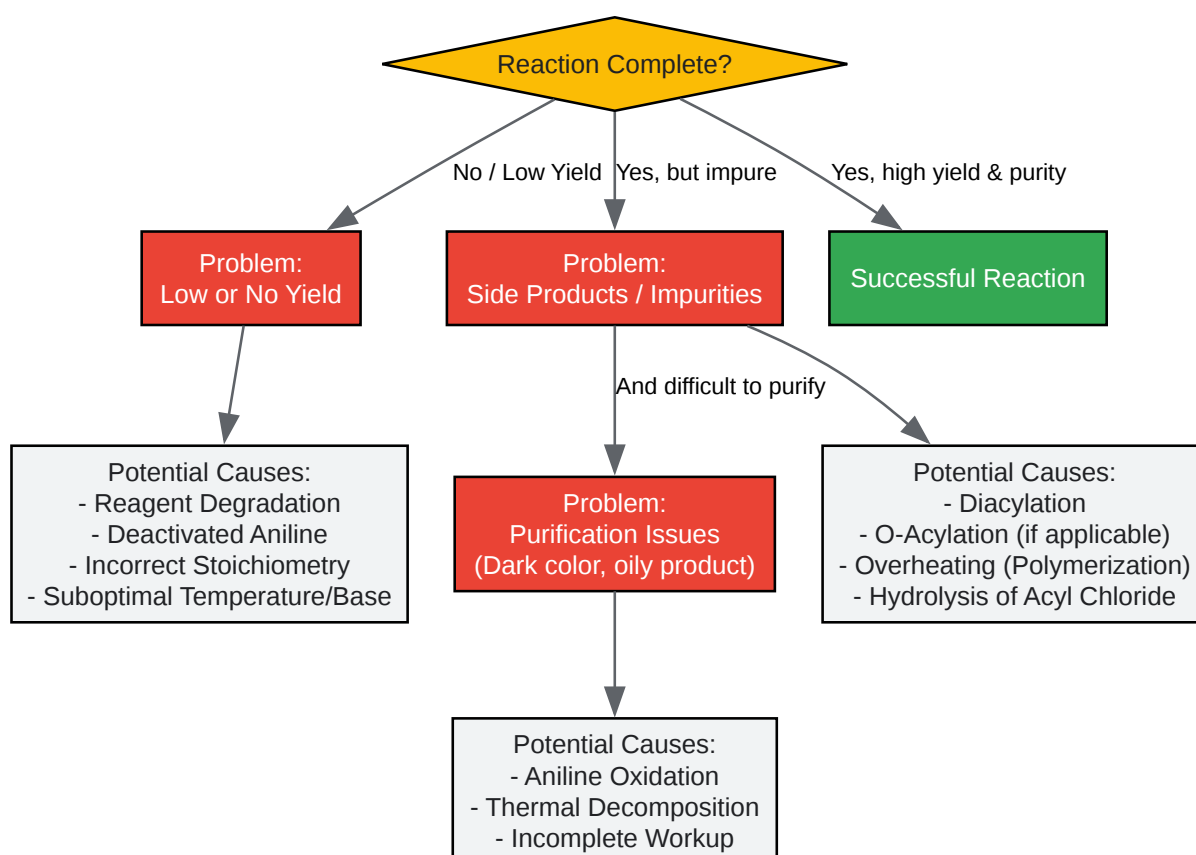 Reaction Complete?
No / Low Yield
Yes, but impure
Yes, high yield & purity
Problem:
Low or No Yield
Problem:
Side Products / Impurities
Successful Reaction
And difficult to purify
Potential Causes:
- Reagent Degradation
- Deactivated Aniline
- Incorrect Stoichiometry
- Suboptimal Temperature/Base
Problem:
Purification Issues
(Dark color, oily product)
Potential Causes:
- Diacylation
- O-Acylation (if applicable)
- Overheating (Polymerization)
- Hydrolysis of Acyl Chloride
Potential Causes:
- Aniline Oxidation
- Thermal Decomposition
- Incomplete Workup